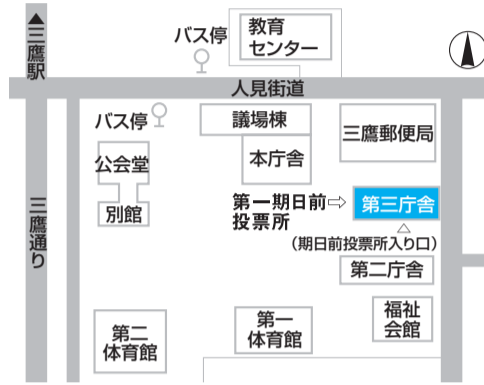 ▲三鷹駅
バス停
教育
センター
人見街道
バス停
議場棟
三鷹郵便局
公会堂
本庁舎
第一期日前⇨
投票所
第三庁舎
別館
三鷹通り
(期日前投票所入り口)
第二庁舎
福祉
会館
第二
体育館
第一
体育館